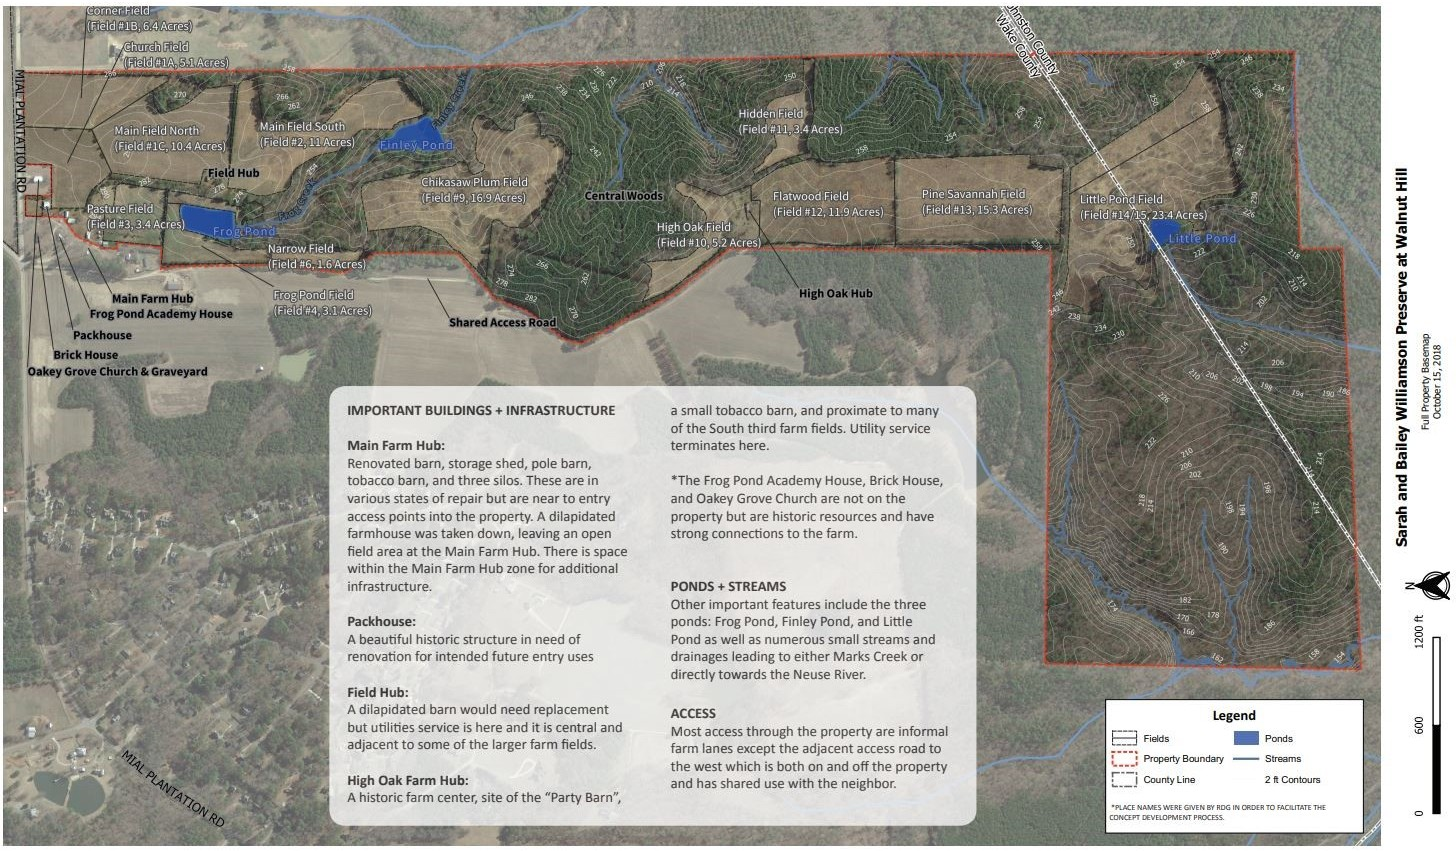 Corner Field
(Field #1B, 6.4 Acres)
Church Field
(Field #1A, 5.1 Acres)
MIAL PLANTATION RD
Main Field North
(Field #1C, 10.4 Acres)
Main Field South
(Field #2, 11 Acres)
Finley Pond
Field Hub
Pasture Field
(Field #3, 3.4 Acres)
Frog Pond
Narrow Field
(Field #6, 1.6 Acres)
Frog Pond Field
(Field #4, 3.1 Acres)
Chikasaw Plum Field
(Field #9, 16.9 Acres)
Central Woods
Hidden Field
(Field #11, 3.4 Acres)
High Oak Field
(Field #10, 5.2 Acres)
Flatwood Field
(Field #12, 11.9 Acres)
Pine Savannah Field
(Field #13, 15.3 Acres)
Little Pond Field
(Field #14/15, 23.4 Acres)
Little Pond
Johnston County
Wake County
High Oak Hub
Shared Access Road
Main Farm Hub
Frog Pond Academy House
Packhouse
Brick House
Oakey Grove Church & Graveyard
MIAL PLANTATION RD
IMPORTANT BUILDINGS + INFRASTRUCTURE
Main Farm Hub:
Renovated barn, storage shed, pole barn,
tobacco barn, and three silos. These are in
various states of repair but are near to entry
access points into the property. A dilapidated
farmhouse was taken down, leaving an open
field area at the Main Farm Hub. There is space
within the Main Farm Hub zone for additional
infrastructure.
Packhouse:
A beautiful historic structure in need of
renovation for intended future entry uses
Field Hub:
A dilapidated barn would need replacement
but utilities service is here and it is central and
adjacent to some of the larger farm fields.
High Oak Farm Hub:
A historic farm center, site of the “Party Barn”,
a small tobacco barn, and proximate to many
of the South third farm fields. Utility service
terminates here.
*The Frog Pond Academy House, Brick House,
and Oakey Grove Church are not on the
property but are historic resources and have
strong connections to the farm.
PONDS + STREAMS
Other important features include the three
ponds: Frog Pond, Finley Pond, and Little
Pond as well as numerous small streams and
drainages leading to either Marks Creek or
directly towards the Neuse River.
ACCESS
Most access through the property are informal
farm lanes except the adjacent access road to
the west which is both on and off the property
and has shared use with the neighbor.
Legend
Fields
Property Boundary
County Line
Ponds
Streams
2 ft Contours
*PLACE NAMES WERE GIVEN BY RDG IN ORDER TO FACILITATE THE
CONCEPT DEVELOPMENT PROCESS.
Sarah and Bailey Williamson Preserve at Walnut Hill
Full Property Basemap
October 15, 2018
N
0
600
1200 ft